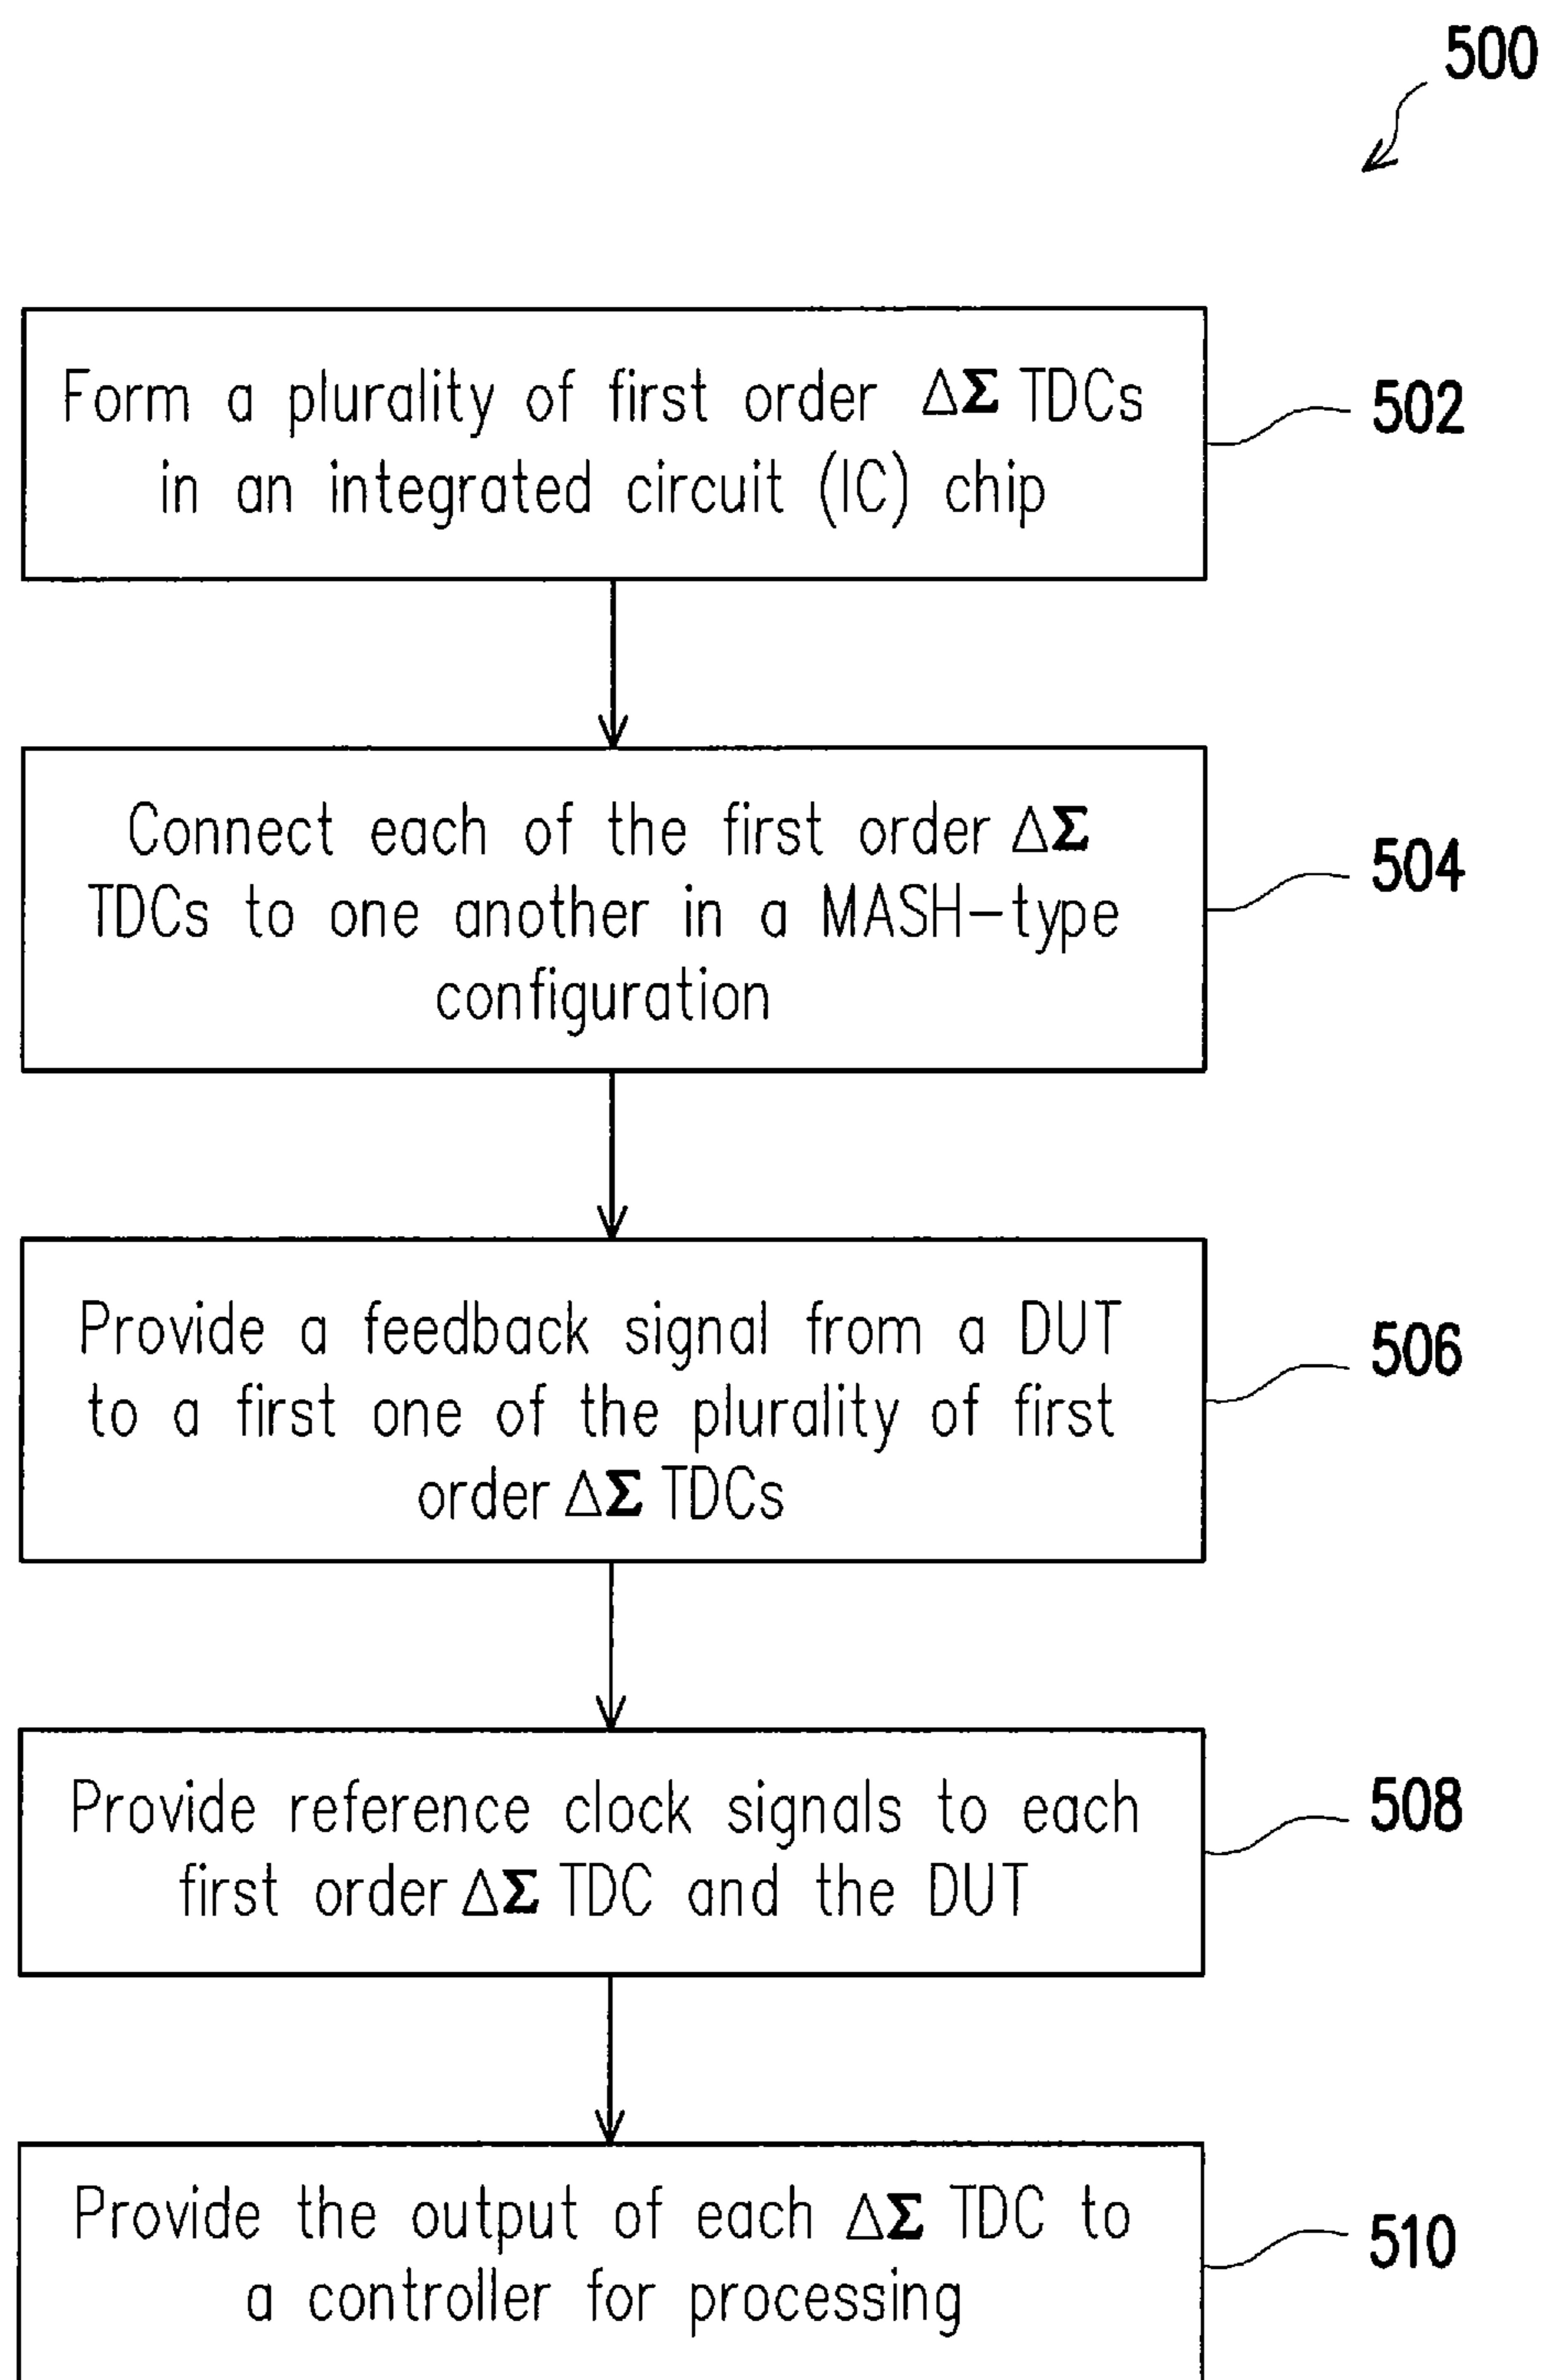 500
Form a plurality of first order ΔΣ TDCs
in an integrated circuit (IC) chip
502
Connect each of the first order ΔΣ
TDCs to one another in a MASH-type
configuration
504
Provide a feedback signal from a DUT
to a first one of the plurality of first
order ΔΣ TDCs
506
Provide reference clock signals to each
first order ΔΣ TDC and the DUT
508
Provide the output of each ΔΣ TDC to
a controller for processing
510